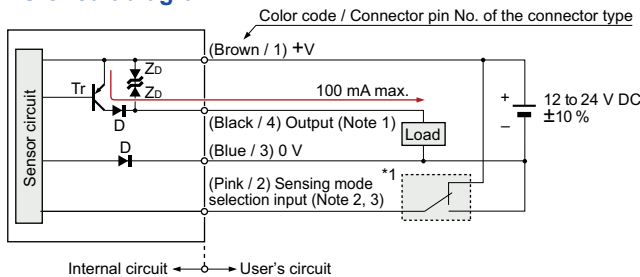 Color code / Connector pin No. of the connector type
(Brown / 1) +V
Tr
ZD
ZD
100 mA max.
+
12 to 24 V DC
±10 %
–
D
(Black / 4) Output (Note 1)
Load
Sensor circuit
D
(Blue / 3) 0 V
*1
(Pink / 2) Sensing mode
selection input (Note 2, 3)
Internal circuit
User's circuit